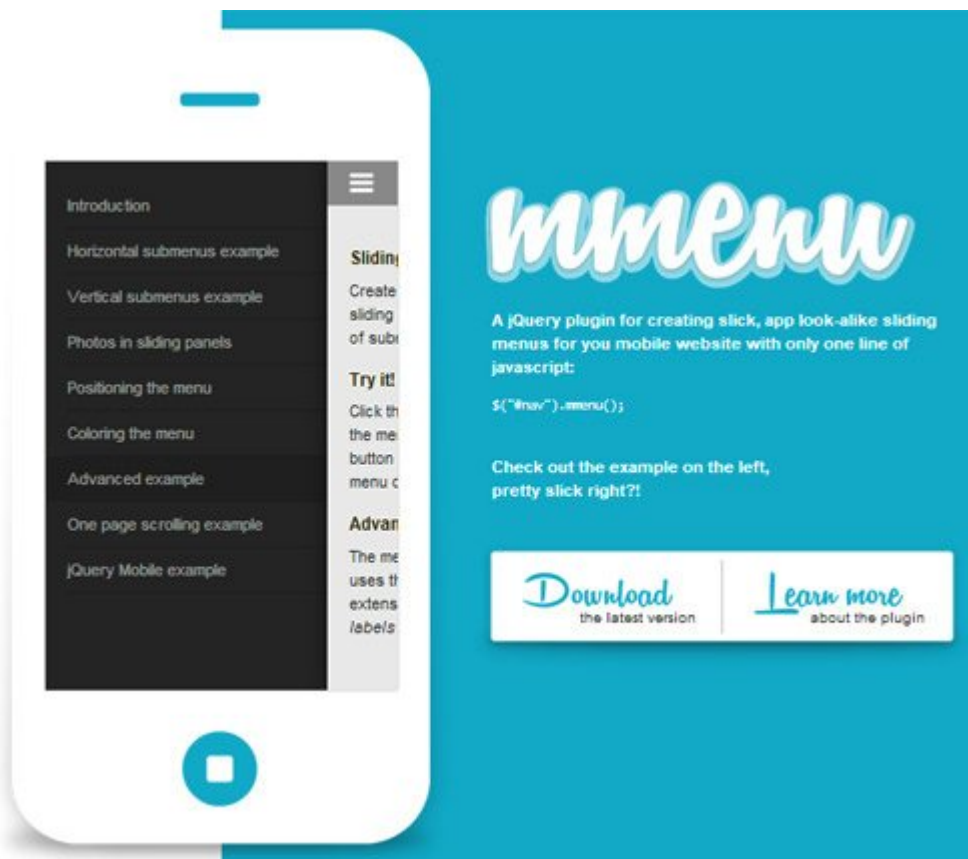 Introduction
Horizontal submenus example
Vertical submenus example
Photos in sliding panels
Positioning the menu
Coloring the menu
Advanced example
One page scrolling example
jQuery Mobile example
Sliding
Create
sliding
of sub
Try it!
Click th
the me
button
menu
Advan
The me
uses th
extens
labels
mmenu
A jQuery plugin for creating slick, app look-alike sliding
menus for you mobile website with only one line of
javascript:
$("#nav").mmenu();
Check out the example on the left,
pretty slick right?!
Download
the latest version
Learn more
about the plugin